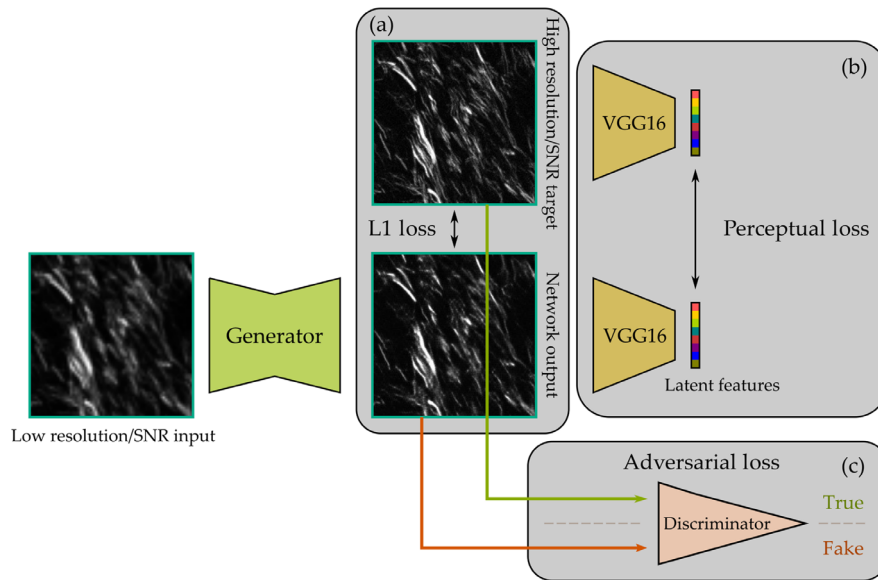 (a)
High resolution/SNR
target
L1 loss
Network output
Generator
Low resolution/SNR input
(b)
VGG16
Perceptual loss
VGG16
Latent features
(c)
Adversarial loss
True
Discriminator
Fake